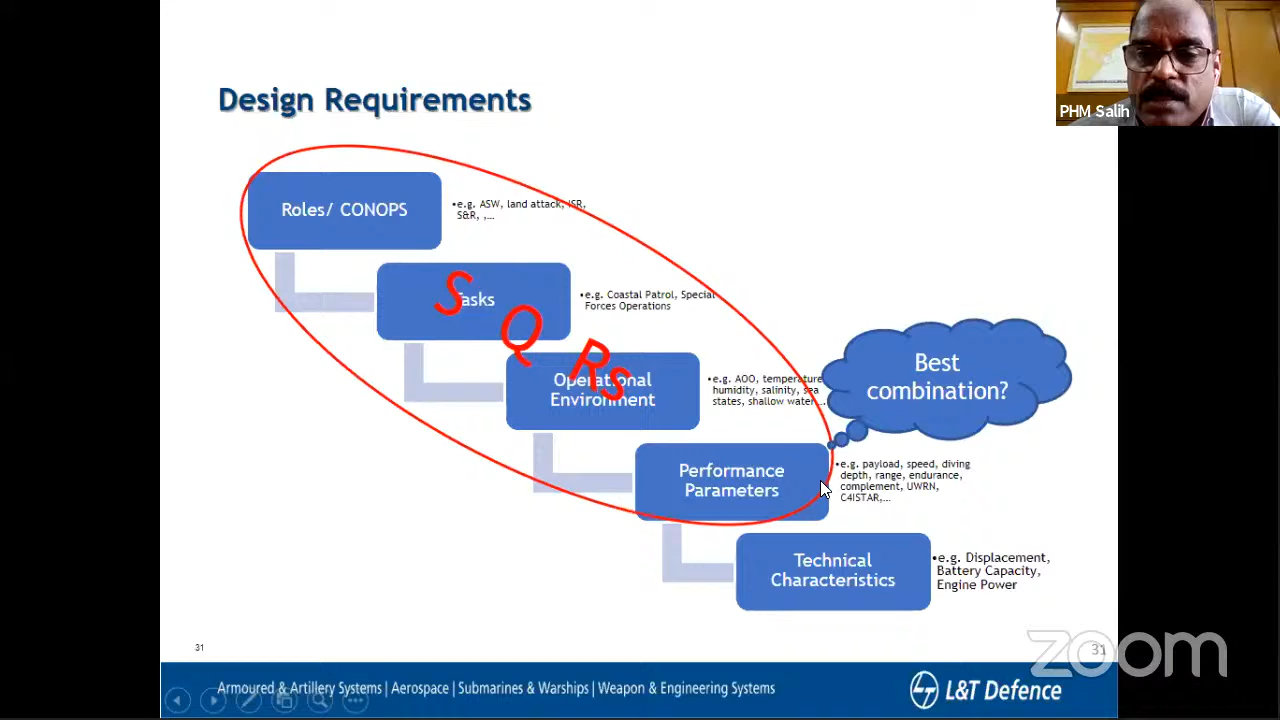 PHM Salih
Design Requirements
Roles/ CONOPS
•e.g. ASW, land attack, ISR,
S&R, ,…
Tasks
•e.g. Coastal Patrol, Special
Forces Operations
S Q Rs
Operational
Environment
•e.g. AOO, temperature
humidity, salinity, sea
states, shallow water,…
Best
combination?
Performance
Parameters
•e.g. payload, speed, diving
depth, range, endurance,
complement, UWRN,
C4ISTAR,…
Technical
Characteristics
•e.g. Displacement,
Battery Capacity,
Engine Power
31
31
zoom
Armoured & Artillery Systems | Aerospace | Submarines & Warships | Weapon & Engineering Systems
L&T Defence